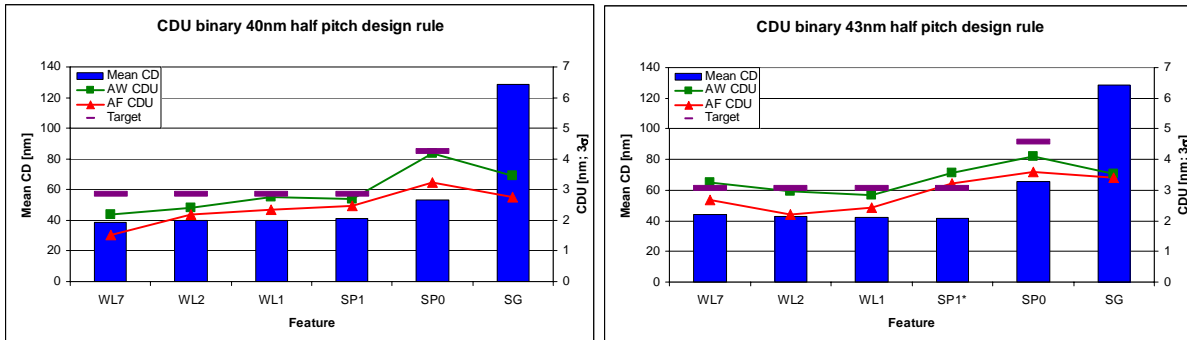 CDU binary 40nm half pitch design rule
Mean CD
AW CDU
AF CDU
Target
Mean CD [nm]
140
120
100
80
60
40
20
0
7
6
5
4
3
2
1
0
CDU [nm; 3σ]
WL7 WL2 WL1 SP1 SP0 SG
Feature
CDU binary 43nm half pitch design rule
Mean CD
AW CDU
AF CDU
Target
Mean CD [nm]
140
120
100
80
60
40
20
0
7
6
5
4
3
2
1
0
CDU [nm; 3σ]
WL7 WL2 WL1 SP1* SP0 SG
Feature